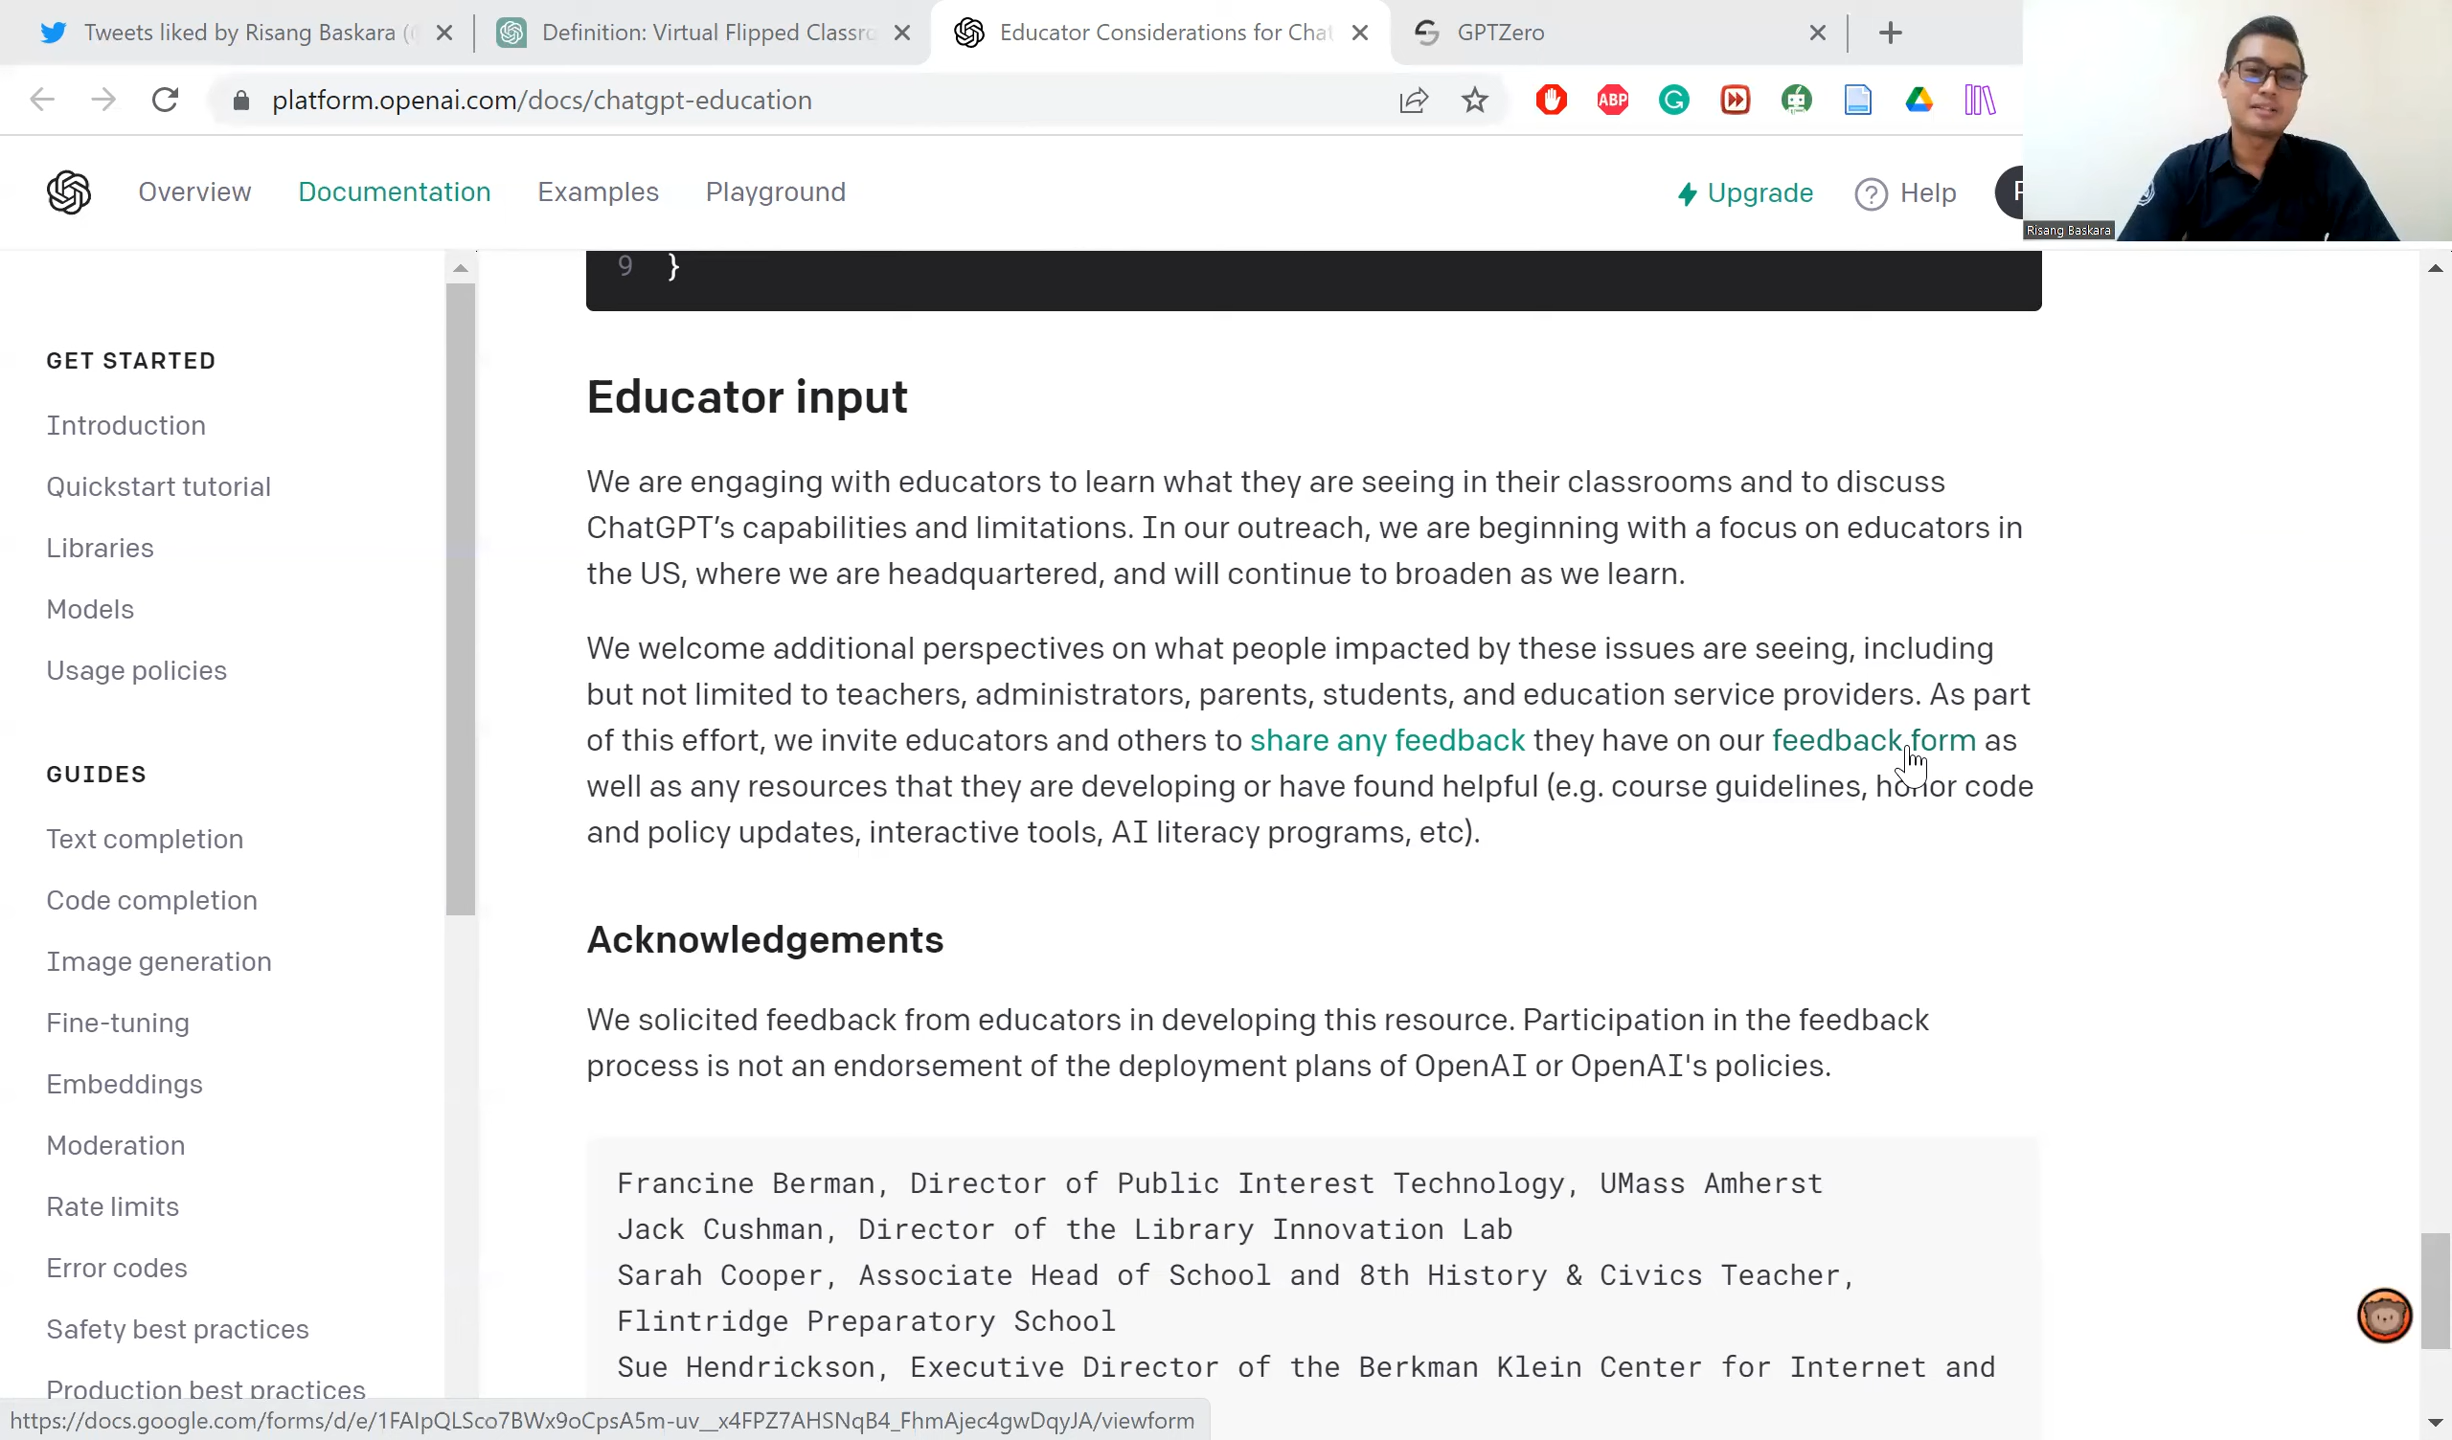 Tweets liked by Risang Baskara (
Definition: Virtual Flipped Classro
Educator Considerations for Chat
GPTZero
platform.openai.com/docs/chatgpt-education
ABP
Overview
Documentation
Examples
Playground
Upgrade
? Help
Risang Baskara
GET STARTED
Introduction
Quickstart tutorial
Libraries
Models
Usage policies
GUIDES
Text completion
Code completion
Image generation
Fine-tuning
Embeddings
Moderation
Rate limits
Error codes
Safety best practices
Production best practices
9 }
Educator input
We are engaging with educators to learn what they are seeing in their classrooms and to discuss
ChatGPT’s capabilities and limitations. In our outreach, we are beginning with a focus on educators in
the US, where we are headquartered, and will continue to broaden as we learn.
We welcome additional perspectives on what people impacted by these issues are seeing, including
but not limited to teachers, administrators, parents, students, and education service providers. As part
of this effort, we invite educators and others to share any feedback they have on our feedback form as
well as any resources that they are developing or have found helpful (e.g. course guidelines, honor code
and policy updates, interactive tools, AI literacy programs, etc).
Acknowledgements
We solicited feedback from educators in developing this resource. Participation in the feedback
process is not an endorsement of the deployment plans of OpenAI or OpenAI's policies.
Francine Berman, Director of Public Interest Technology, UMass Amherst
Jack Cushman, Director of the Library Innovation Lab
Sarah Cooper, Associate Head of School and 8th History & Civics Teacher,
Flintridge Preparatory School
Sue Hendrickson, Executive Director of the Berkman Klein Center for Internet and
https://docs.google.com/forms/d/e/1FAIpQLSco7BWx9oCpsA5m-uv__x4FPZ7AHSNqB4_FhmAjec4gwDqyJA/viewform